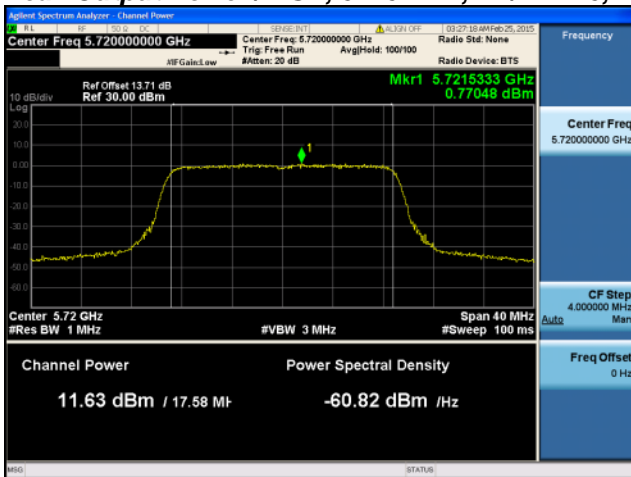 Agilent Spectrum Analyzer - Channel Power
RL RF 50 Ω DC SENSE:INT ALIGN OFF 03:27:18 AM Feb 25, 2015
Center Freq 5.720000000 GHz
Center Freq: 5.720000000 GHz
Radio Std: None
Trig: Free Run Avg|Hold: 100/100
#IFGain:Low #Atten: 20 dB Radio Device: BTS
Frequency
Mkr1 5.7215333 GHz
0.77048 dBm
Ref Offset 13.71 dB
10 dB/div Ref 30.00 dBm
Log
20.0
10.0
0.00
-10.0
-20.0
-30.0
-40.0
-50.0
-60.0
1
Center Freq
5.720000000 GHz
Center 5.72 GHz Span 40 MHz
#Res BW 1 MHz #VBW 3 MHz #Sweep 100 ms
CF Step
4.000000 MHz
Auto Man
Freq Offset
0 Hz
Channel Power Power Spectral Density
11.63 dBm / 17.58 MH -60.82 dBm /Hz
MSG STATUS